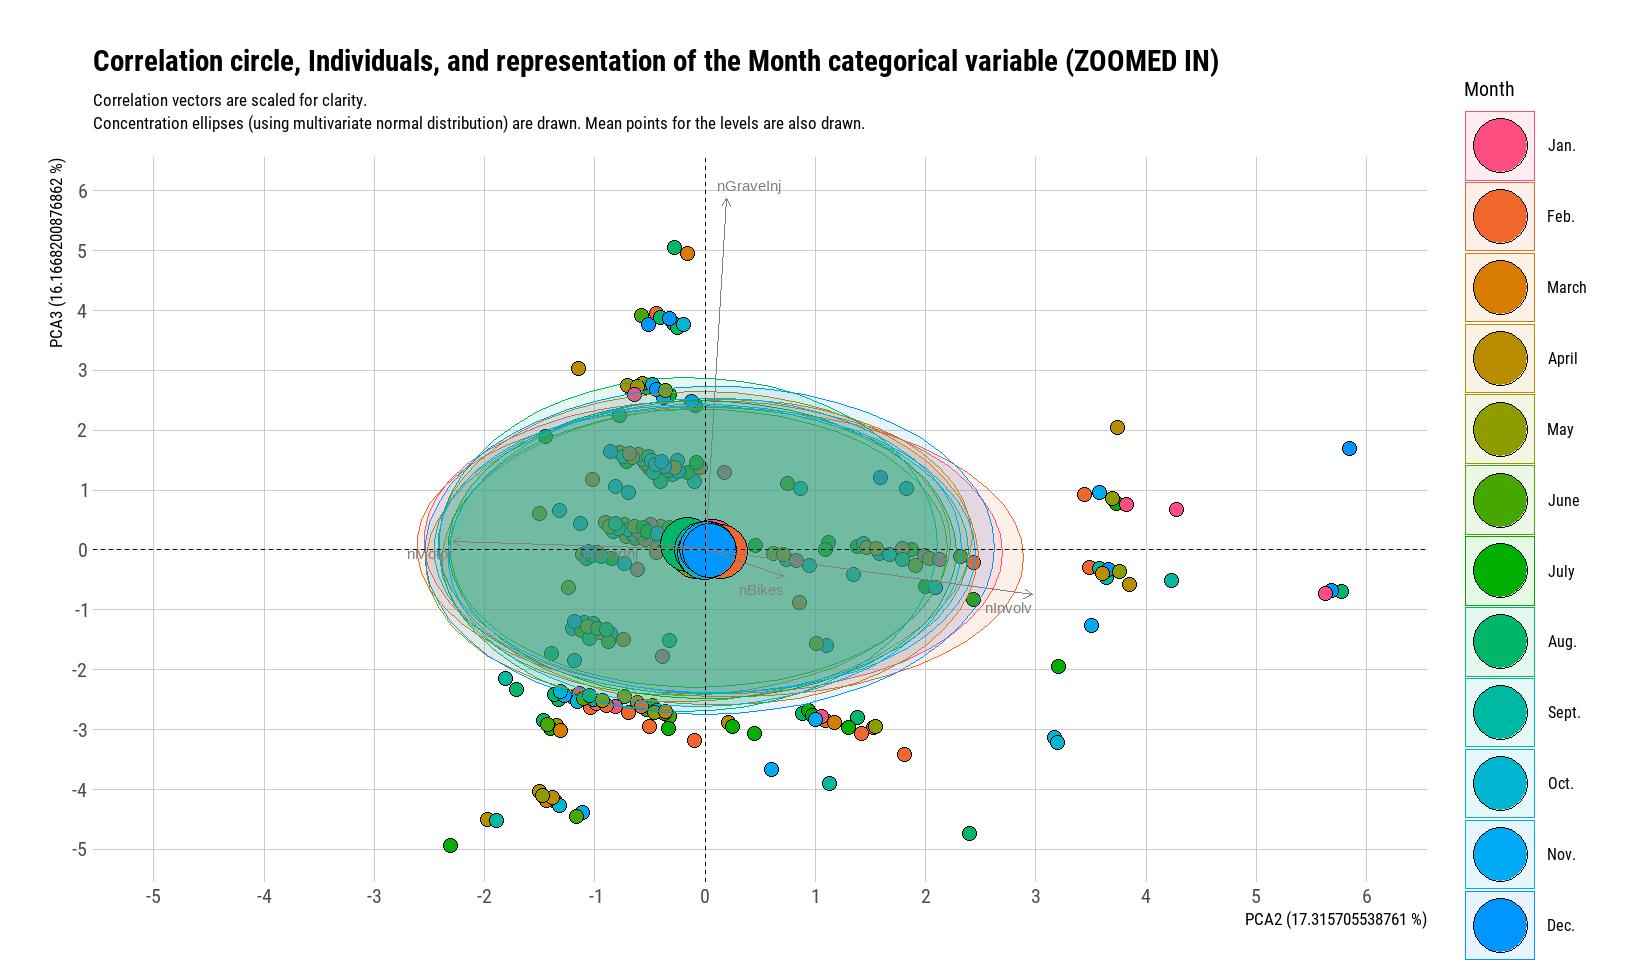 Correlation circle, Individuals, and representation of the Month categorical variable (ZOOMED IN)
Correlation vectors are scaled for clarity.
Concentration ellipses (using multivariate normal distribution) are drawn. Mean points for the levels are also drawn.
PCA3 (16.1668200876862 %)
6
5
4
3
2
1
0
-1
-2
-3
-4
-5
nGraveInj
nBikes
nInvolv
-5
-4
-3
-2
-1
0
1
2
3
4
5
6
PCA2 (17.315705538761 %)
Month
Jan.
Feb.
March
April
May
June
July
Aug.
Sept.
Oct.
Nov.
Dec.